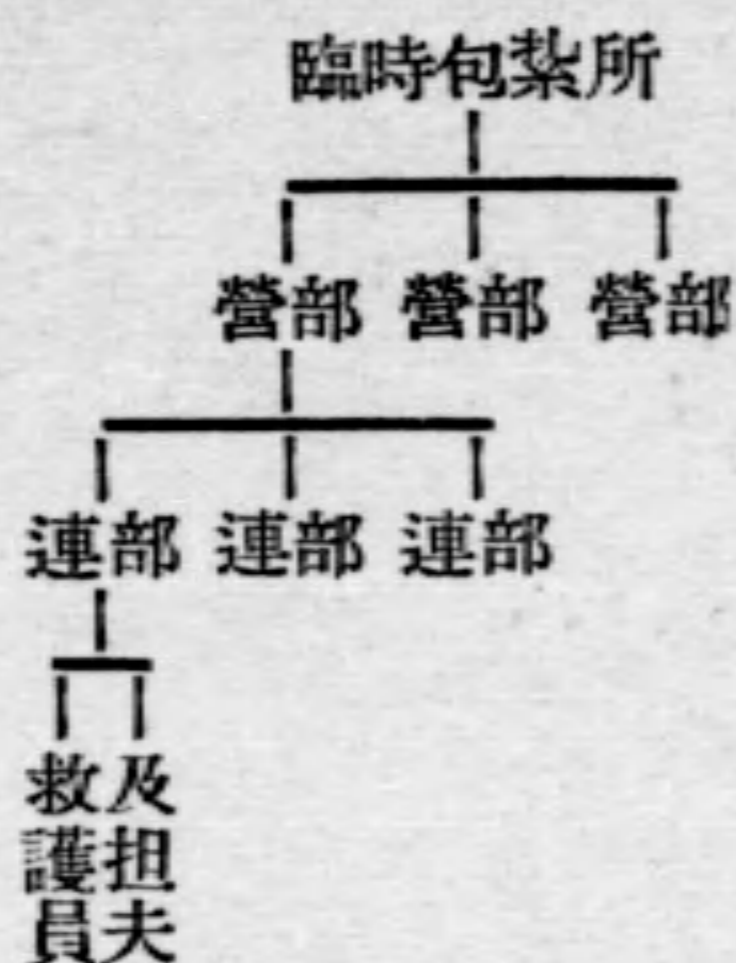 臨時包紮所
營部 營部 營部
連部 連部 連部
救護員
及担夫